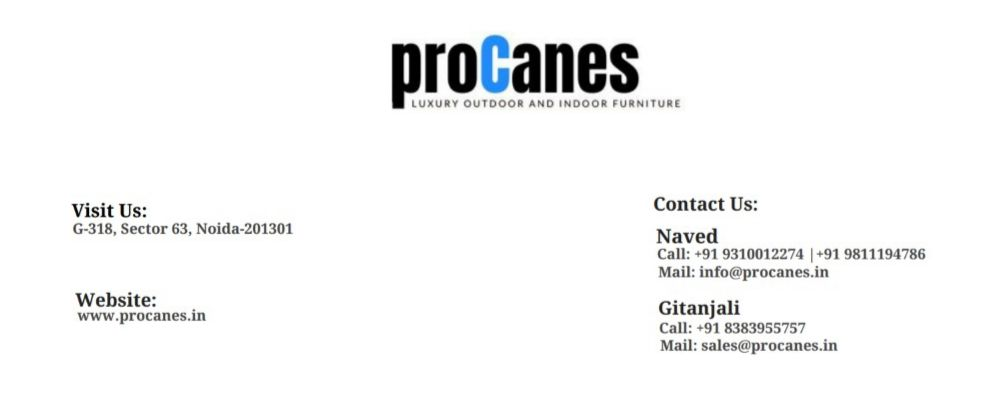 proCanes
LUXURY OUTDOOR AND INDOOR FURNITURE
Visit Us:
G-318, Sector 63, Noida-201301
Website:
www.procanes.in
Contact Us:
Naved
Call: +91 9310012274 |+91 9811194786
Mail: info@procanes.in
Gitanjali
Call: +91 8383955757
Mail: sales@procanes.in